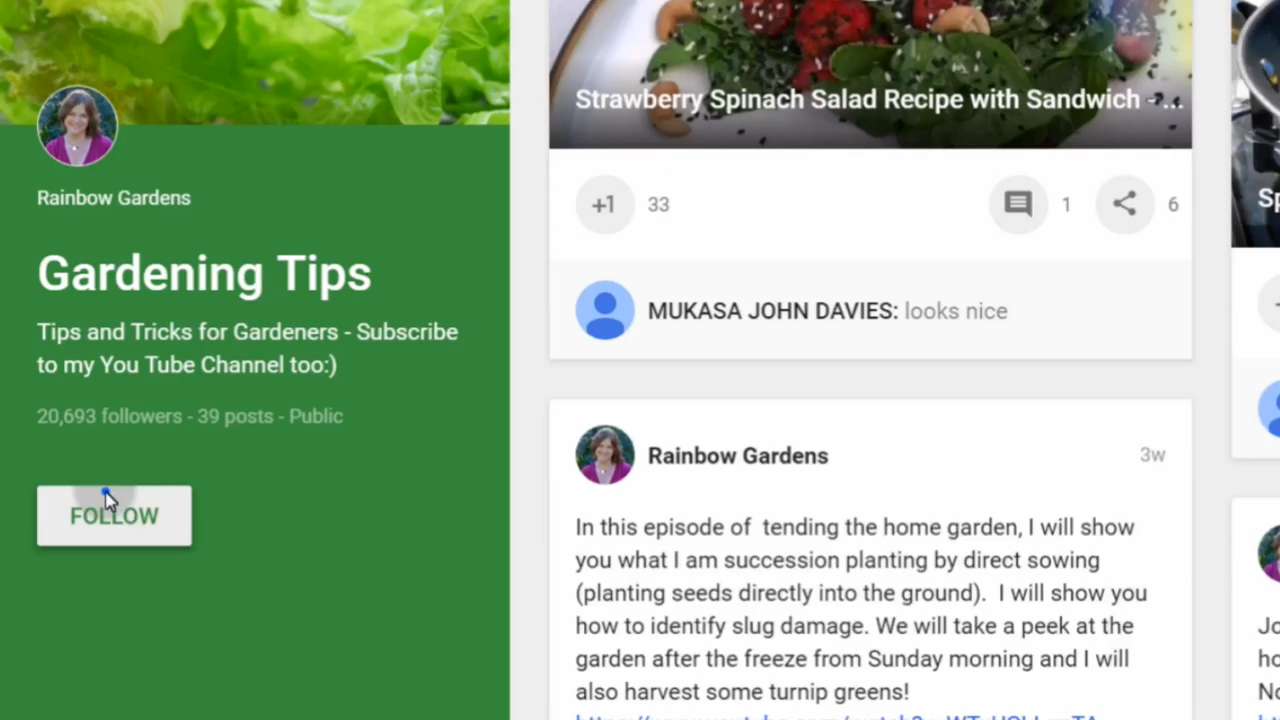 Rainbow Gardens
Gardening Tips
Tips and Tricks for Gardeners - Subscribe
to my You Tube Channel too:)
20,693 followers - 39 posts - Public
FOLLOW
Strawberry Spinach Salad Recipe with Sandwich - ...
+1 33 1 6
MUKASA JOHN DAVIES: looks nice
Rainbow Gardens 3w
In this episode of tending the home garden, I will show
you what I am succession planting by direct sowing
(planting seeds directly into the ground). I will show you
how to identify slug damage. We will take a peek at the
garden after the freeze from Sunday morning and I will
also harvest some turnip greens!
Sp
Jo
ho
No